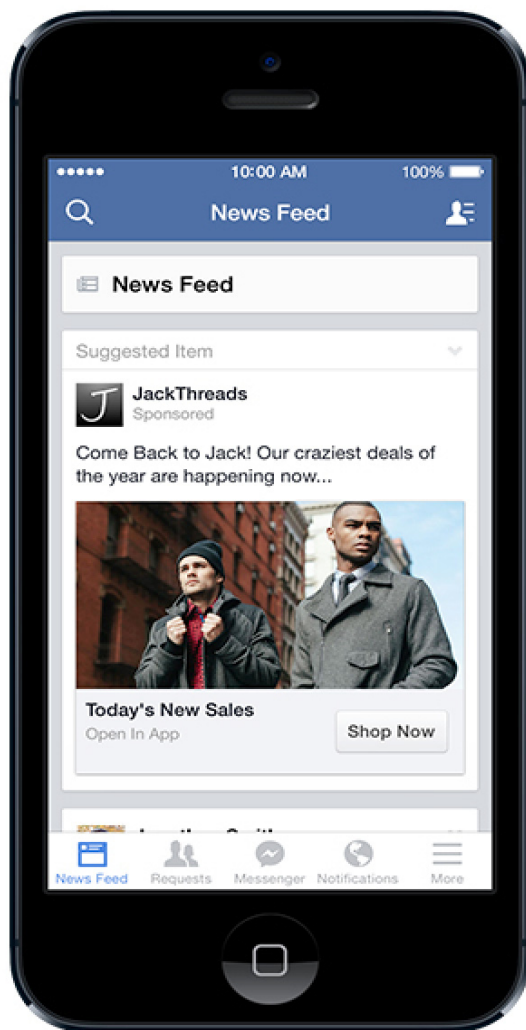 10:00 AM 100%
News Feed
News Feed
Suggested Item
J JackThreads
Sponsored
Come Back to Jack! Our craziest deals of
the year are happening now...
Today's New Sales
Open In App
Shop Now
News Feed Requests Messenger Notifications More